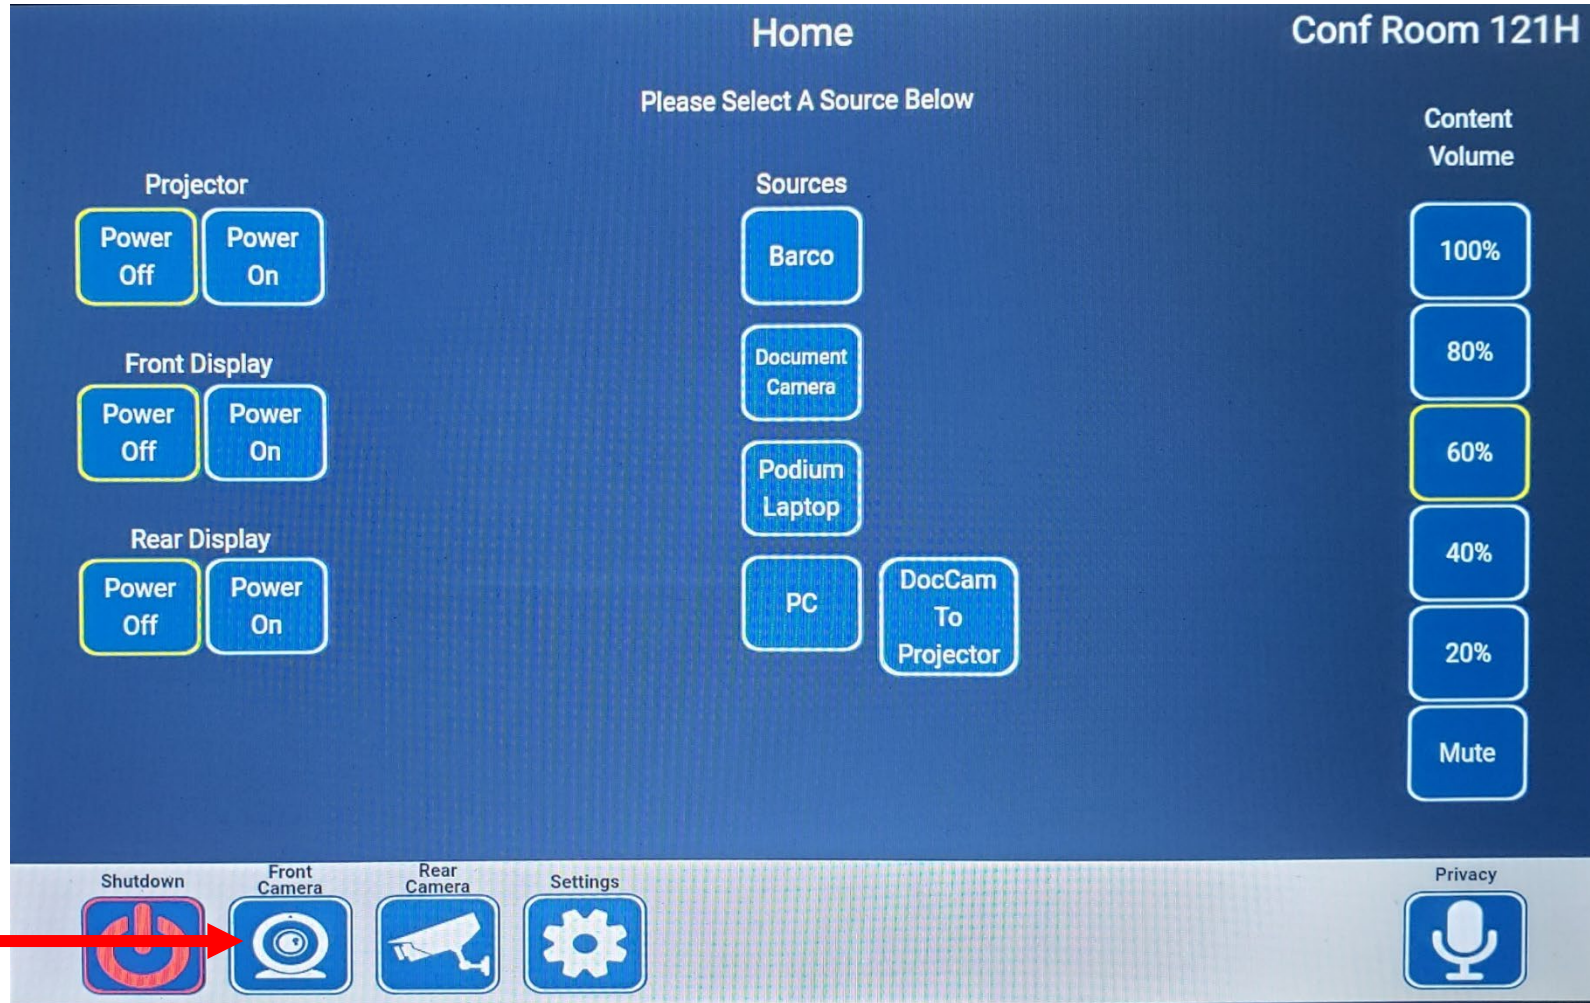 Home
Conf Room 121H
Please Select A Source Below
Content
Volume
Projector
Power
Off
Power
On
Front Display
Power
Off
Power
On
Rear Display
Power
Off
Power
On
Sources
Barco
Document
Camera
Podium
Laptop
PC
DocCam
To
Projector
100%
80%
60%
40%
20%
Mute
Shutdown
Front
Camera
Rear
Camera
Settings
Privacy